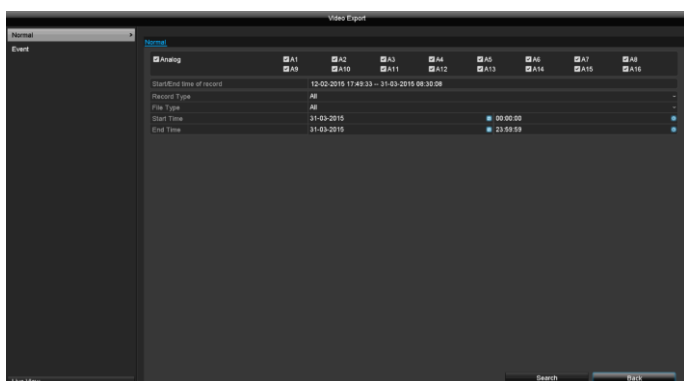 Video Export
Normal
Event
Normal
Analog A1 A2 A3 A4 A5 A6 A7 A8
A9 A10 A11 A12 A13 A14 A15 A16
Start/End time of record 12-02-2015 17:49:33 -- 31-03-2015 08:30:08
Record Type All
File Type All
Start Time 31-03-2015 00:00:00
End Time 31-03-2015 23:59:59
Live View Search Back